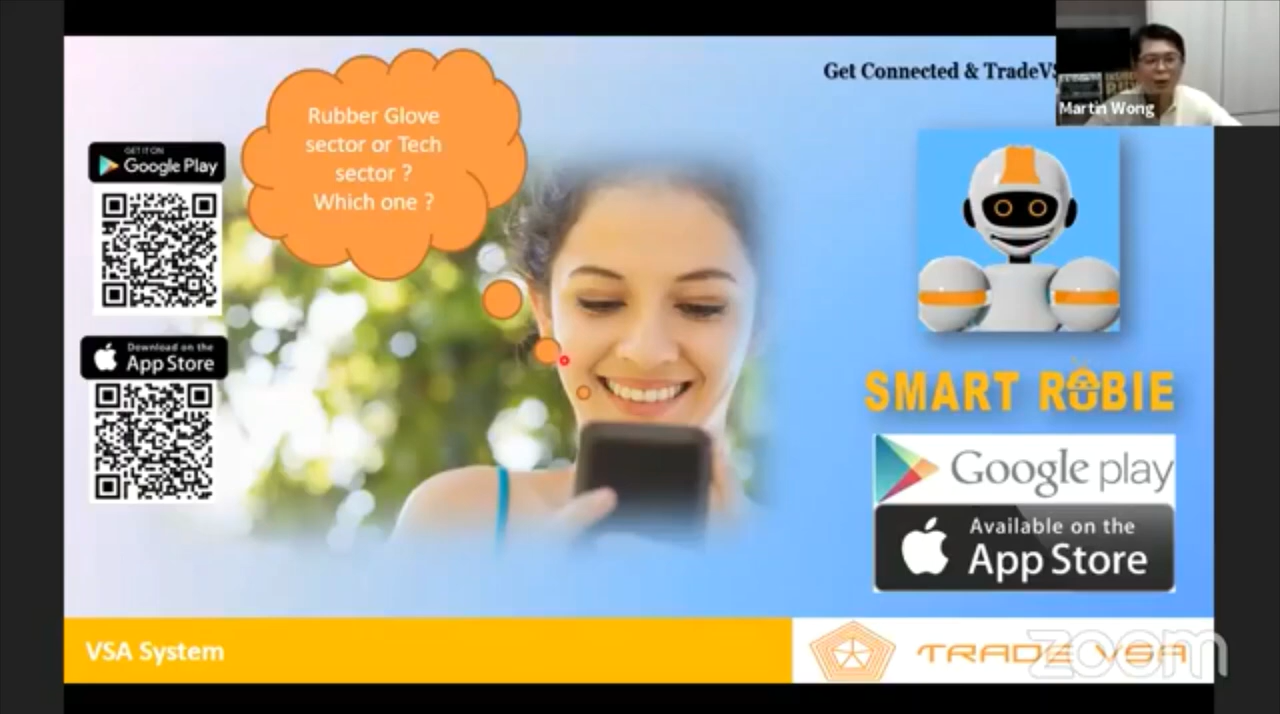 Get Connected & TradeVS
Martin Wong
Rubber Glove
sector or Tech
sector ?
Which one ?
GET IT ON
Google Play
Download on the
App Store
SMART ROBIE
Google play
Available on the
App Store
VSA System
TRADE VSA
zoom